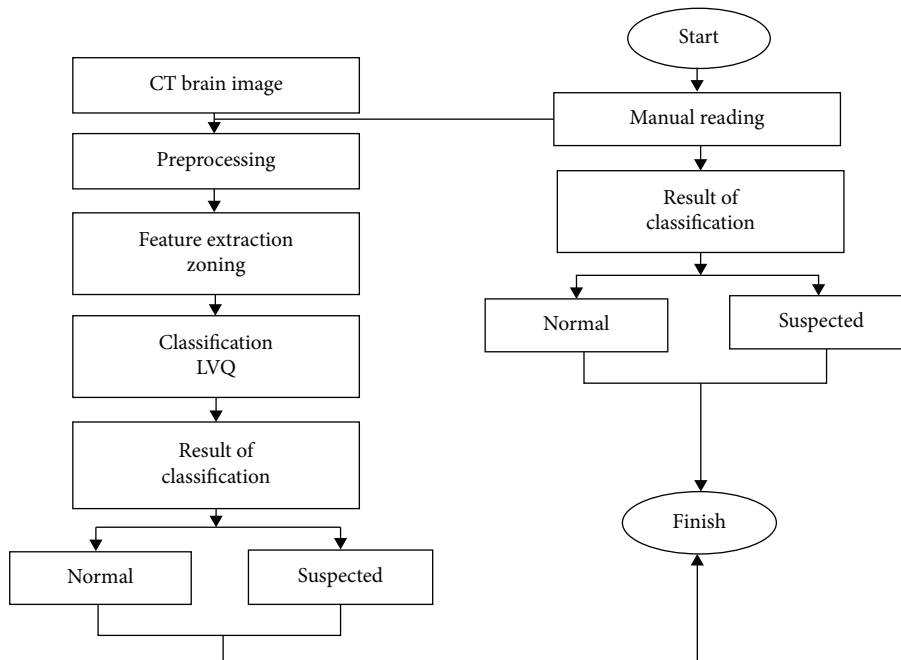 Start
CT brain image
Manual reading
Preprocessing
Result of
classification
Feature extraction
zoning
Normal
Suspected
Classification
LVQ
Result of
classification
Finish
Normal
Suspected